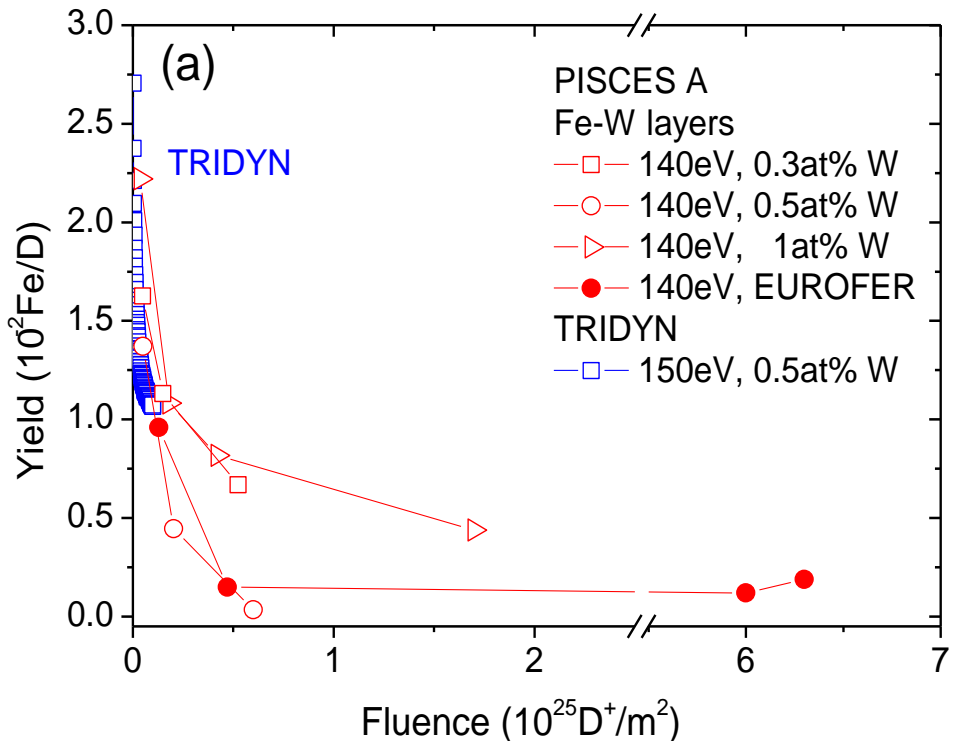 (a)
TRIDYN
PISCES A
Fe-W layers
140eV, 0.3at% W
140eV, 0.5at% W
140eV, 1at% W
140eV, EUROFER
TRIDYN
150eV, 0.5at% W
3.0
2.5
2.0
1.5
1.0
0.5
0.0
Yield (10⁻²Fe/D)
0 1 2 6 7
Fluence (10²⁵D⁺/m²)